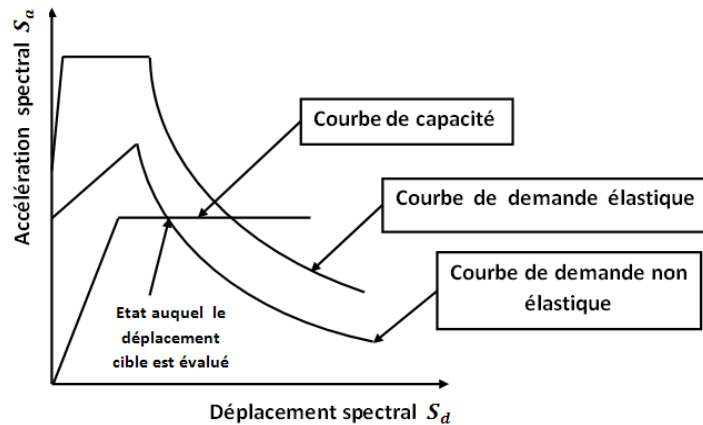 Accélération spectral Sa
Courbe de capacité
Courbe de demande élastique
Courbe de demande non
élastique
Etat auquel le
déplacement
cible est évalué
Déplacement spectral Sd